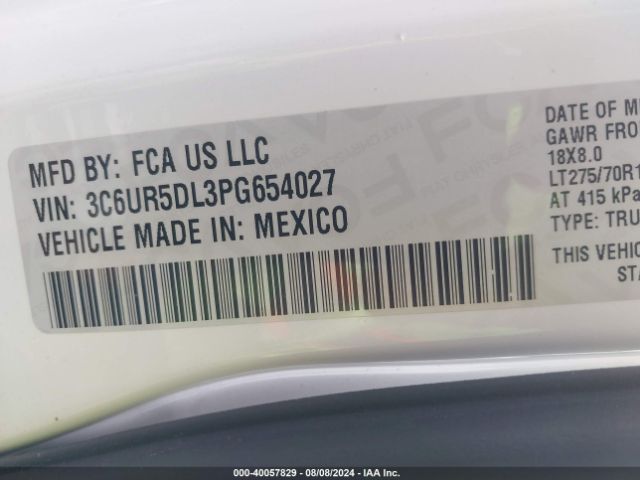 MFD BY: FCA US LLC
VIN: 3C6UR5DL3PG654027
VEHICLE MADE IN: MEXICO
DATE OF M
GAWR FRO
18X8.0
LT275/70R1
AT 415 kPa
TYPE: TRU
THIS VEHIC
STA
000-40057829 - 08/08/2024 - IAA Inc.